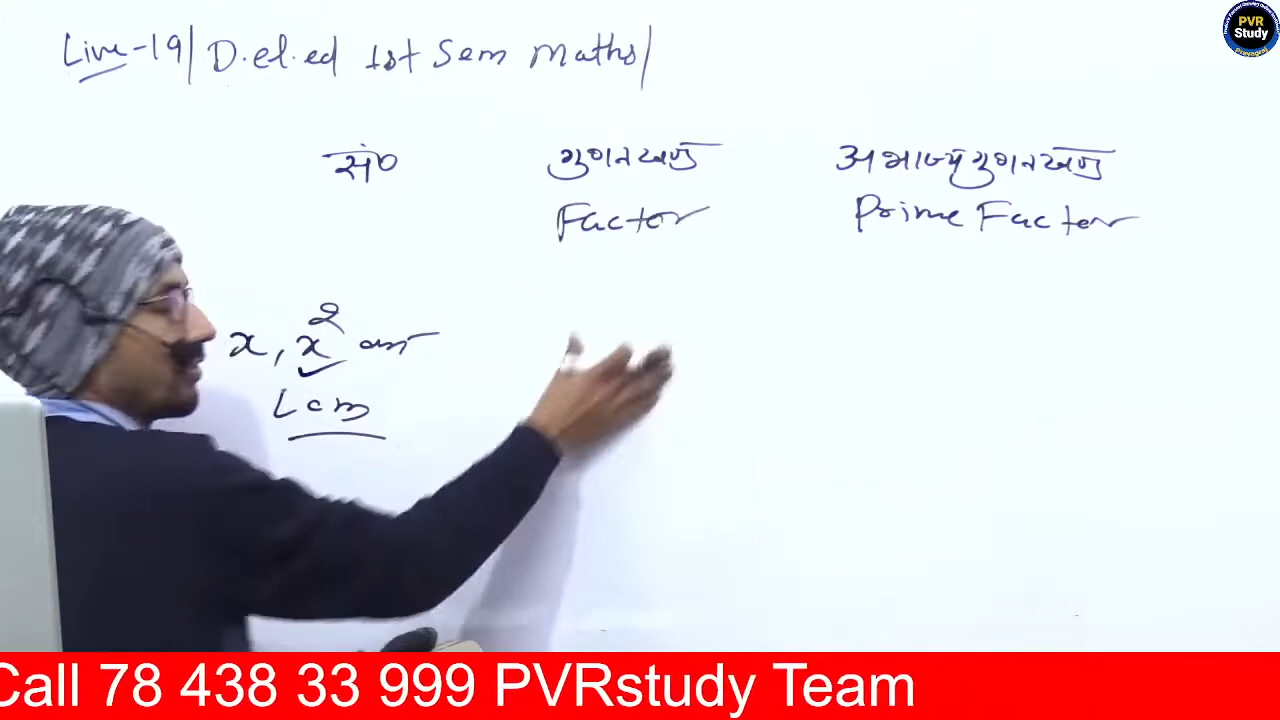 Live-19/ D.el.ed 1st Sem Maths/
सं० गुणनखण्ड अभाज्य गुणनखण्ड
Factor Prime Factor
x, x² का
Lcm
Call 78 438 33 999 PVRstudy Team
PVR
Study
Prayagraj